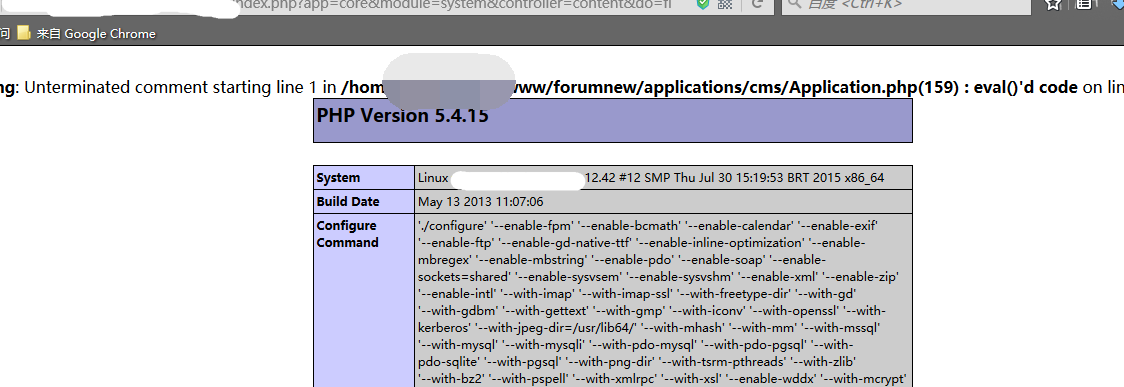 ndex.php?app=core&module=system&controller=content&do=fi
百度 <Ctrl+K>
问 来自 Google Chrome
ng: Unterminated comment starting line 1 in /hom www/forumnew/applications/cms/Application.php(159) : eval()'d code on lin
PHP Version 5.4.15
System Linux 12.42 #12 SMP Thu Jul 30 15:19:53 BRT 2015 x86_64
Build Date May 13 2013 11:07:06
Configure './configure' '--enable-fpm' '--enable-bcmath' '--enable-calendar' '--enable-exif'
Command '--enable-ftp' '--enable-gd-native-ttf' '--enable-inline-optimization' '--enable-
mbregex' '--enable-mbstring' '--enable-pdo' '--enable-soap' '--enable-
sockets=shared' '--enable-sysvsem' '--enable-sysvshm' '--enable-xml' '--enable-zip'
'--enable-intl' '--with-imap' '--with-imap-ssl' '--with-freetype-dir' '--with-gd'
'--with-gdbm' '--with-gettext' '--with-gmp' '--with-iconv' '--with-openssl' '--with-
kerberos' '--with-jpeg-dir=/usr/lib64/' '--with-mhash' '--with-mm' '--with-mssql'
'--with-mysql' '--with-mysqli' '--with-pdo-mysql' '--with-pdo-pgsql' '--with-
pdo-sqlite' '--with-pgsql' '--with-png-dir' '--with-tsrm-pthreads' '--with-zlib'
'--with-bz2' '--with-pspell' '--with-xmlrpc' '--with-xsl' '--enable-wddx' '--with-mcrypt'